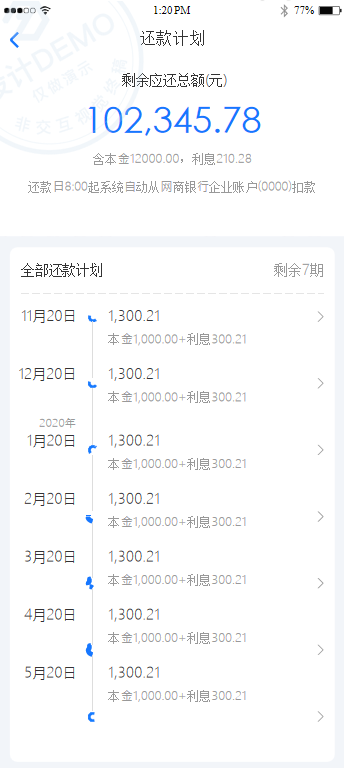 1:20 PM
77%
还款计划
剩余应还总额(元)
102,345.78
含本金12000.00，利息210.28
还款日8:00起系统自动从网商银行企业账户(0000)扣款
全部还款计划
剩余7期
11月20日
1,300.21
本金1,000.00+利息300.21
12月20日
1,300.21
本金1,000.00+利息300.21
2020年
1月20日
1,300.21
本金1,000.00+利息300.21
2月20日
1,300.21
本金1,000.00+利息300.21
3月20日
1,300.21
本金1,000.00+利息300.21
4月20日
1,300.21
本金1,000.00+利息300.21
5月20日
1,300.21
本金1,000.00+利息300.21
设计DEMO
仅做演示